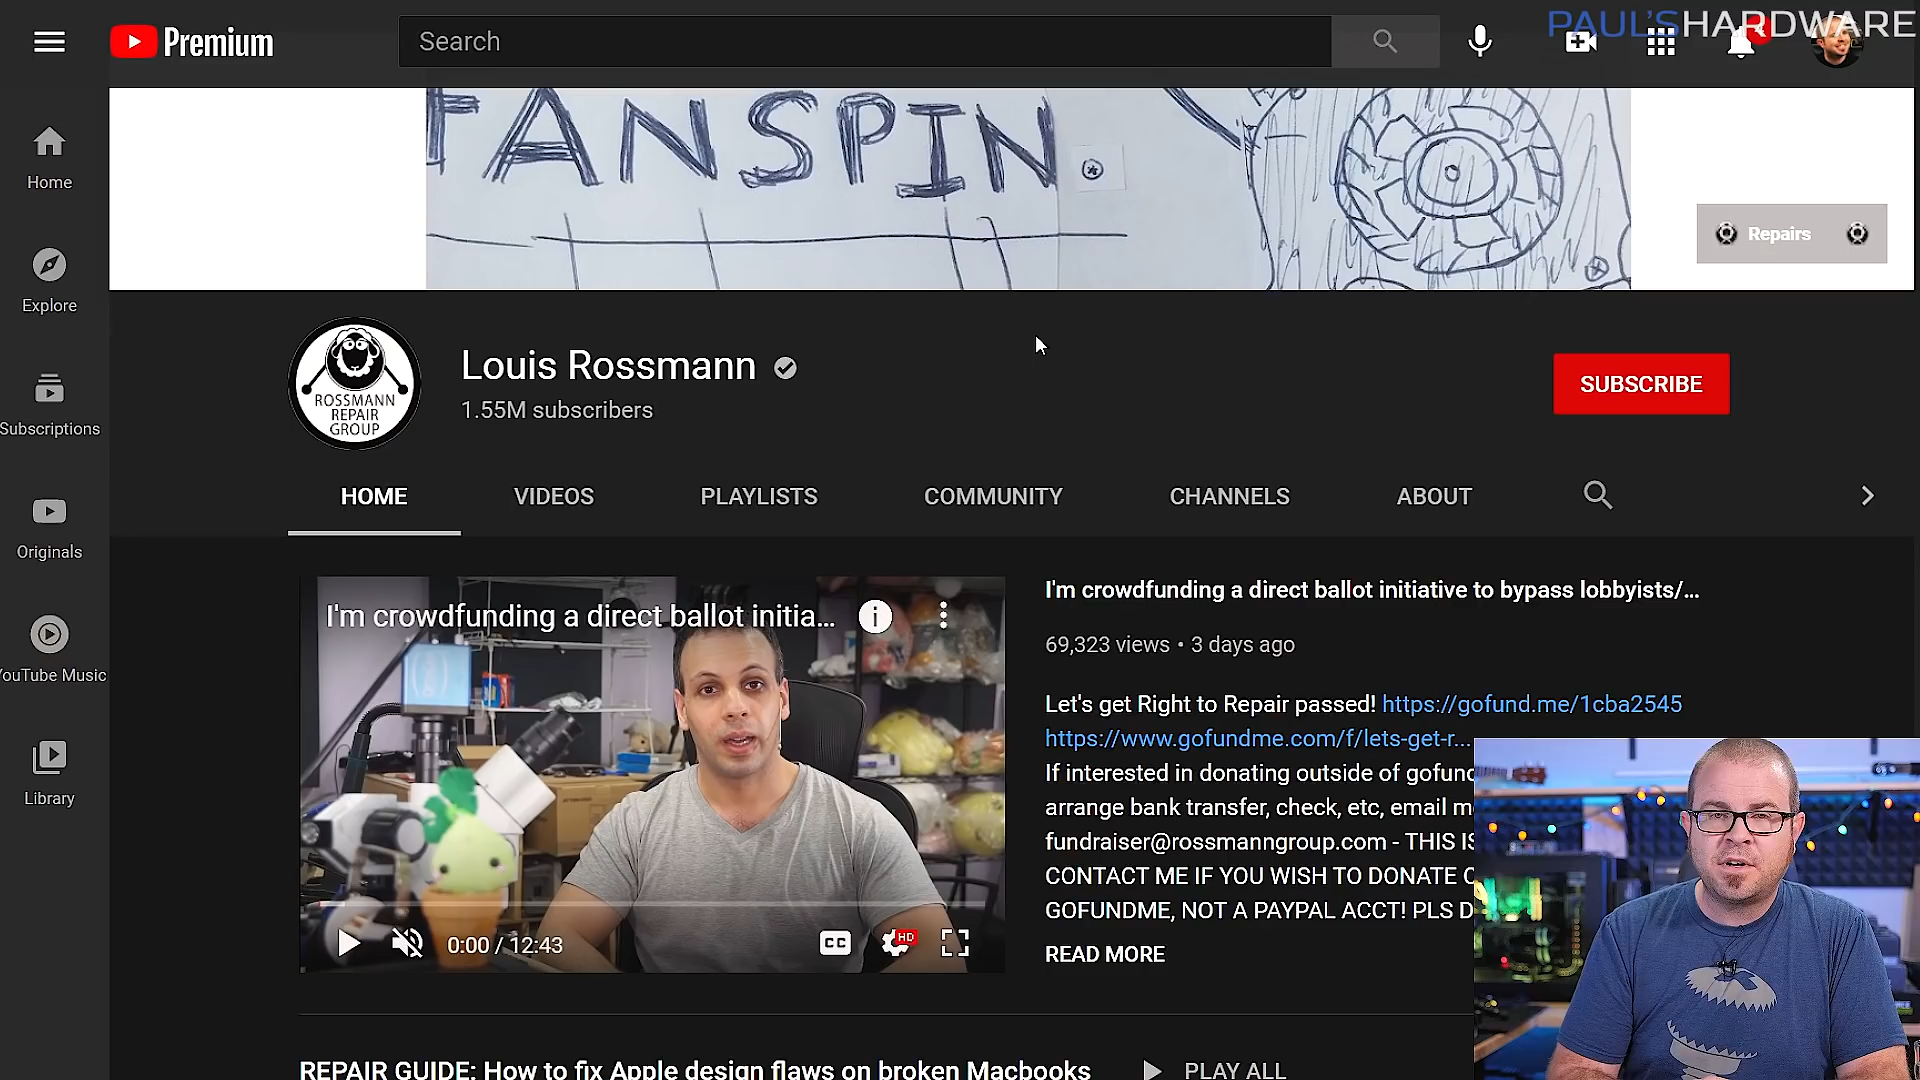 Premium
Search
PAUL'SHARDWARE
Home
Explore
Subscriptions
Originals
YouTube Music
Library
FANSPIN
Repairs
ROSSMANN
REPAIR
GROUP
Louis Rossmann
1.55M subscribers
SUBSCRIBE
HOME
VIDEOS
PLAYLISTS
COMMUNITY
CHANNELS
ABOUT
I'm crowdfunding a direct ballot initia...
0:00 / 12:43
CC
HD
I'm crowdfunding a direct ballot initiative to bypass lobbyists/...
69,323 views • 3 days ago
Let's get Right to Repair passed! https://gofund.me/1cba2545
https://www.gofundme.com/f/lets-get-r...
If interested in donating outside of gofund
arrange bank transfer, check, etc, email m
fundraiser@rossmanngroup.com - THIS IS
CONTACT ME IF YOU WISH TO DONATE O
GOFUNDME, NOT A PAYPAL ACCT! PLS D
READ MORE
REPAIR GUIDE: How to fix Apple design flaws on broken Macbooks
PLAY ALL